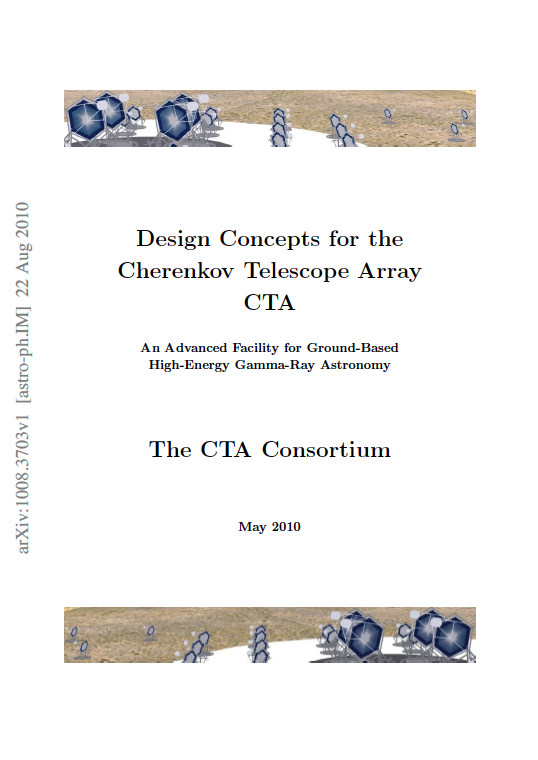 arXiv:1008.3703v1 [astro-ph.IM] 22 Aug 2010
Design Concepts for the
Cherenkov Telescope Array
CTA
An Advanced Facility for Ground-Based
High-Energy Gamma-Ray Astronomy
The CTA Consortium
May 2010